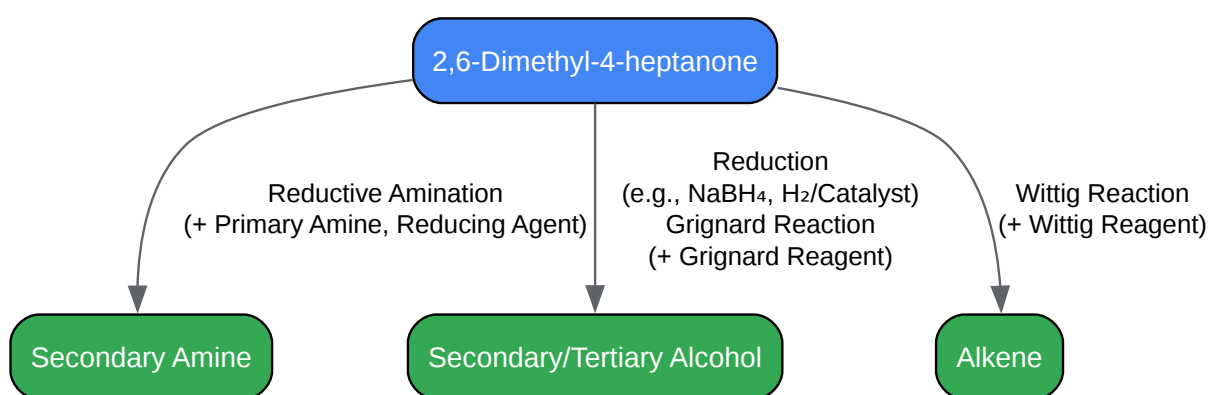 2,6-Dimethyl-4-heptanone
Reductive Amination
(+ Primary Amine, Reducing Agent)
Reduction
(e.g., NaBH₄, H₂/Catalyst)
Grignard Reaction
(+ Grignard Reagent)
Wittig Reaction
(+ Wittig Reagent)
Secondary Amine
Secondary/Tertiary Alcohol
Alkene